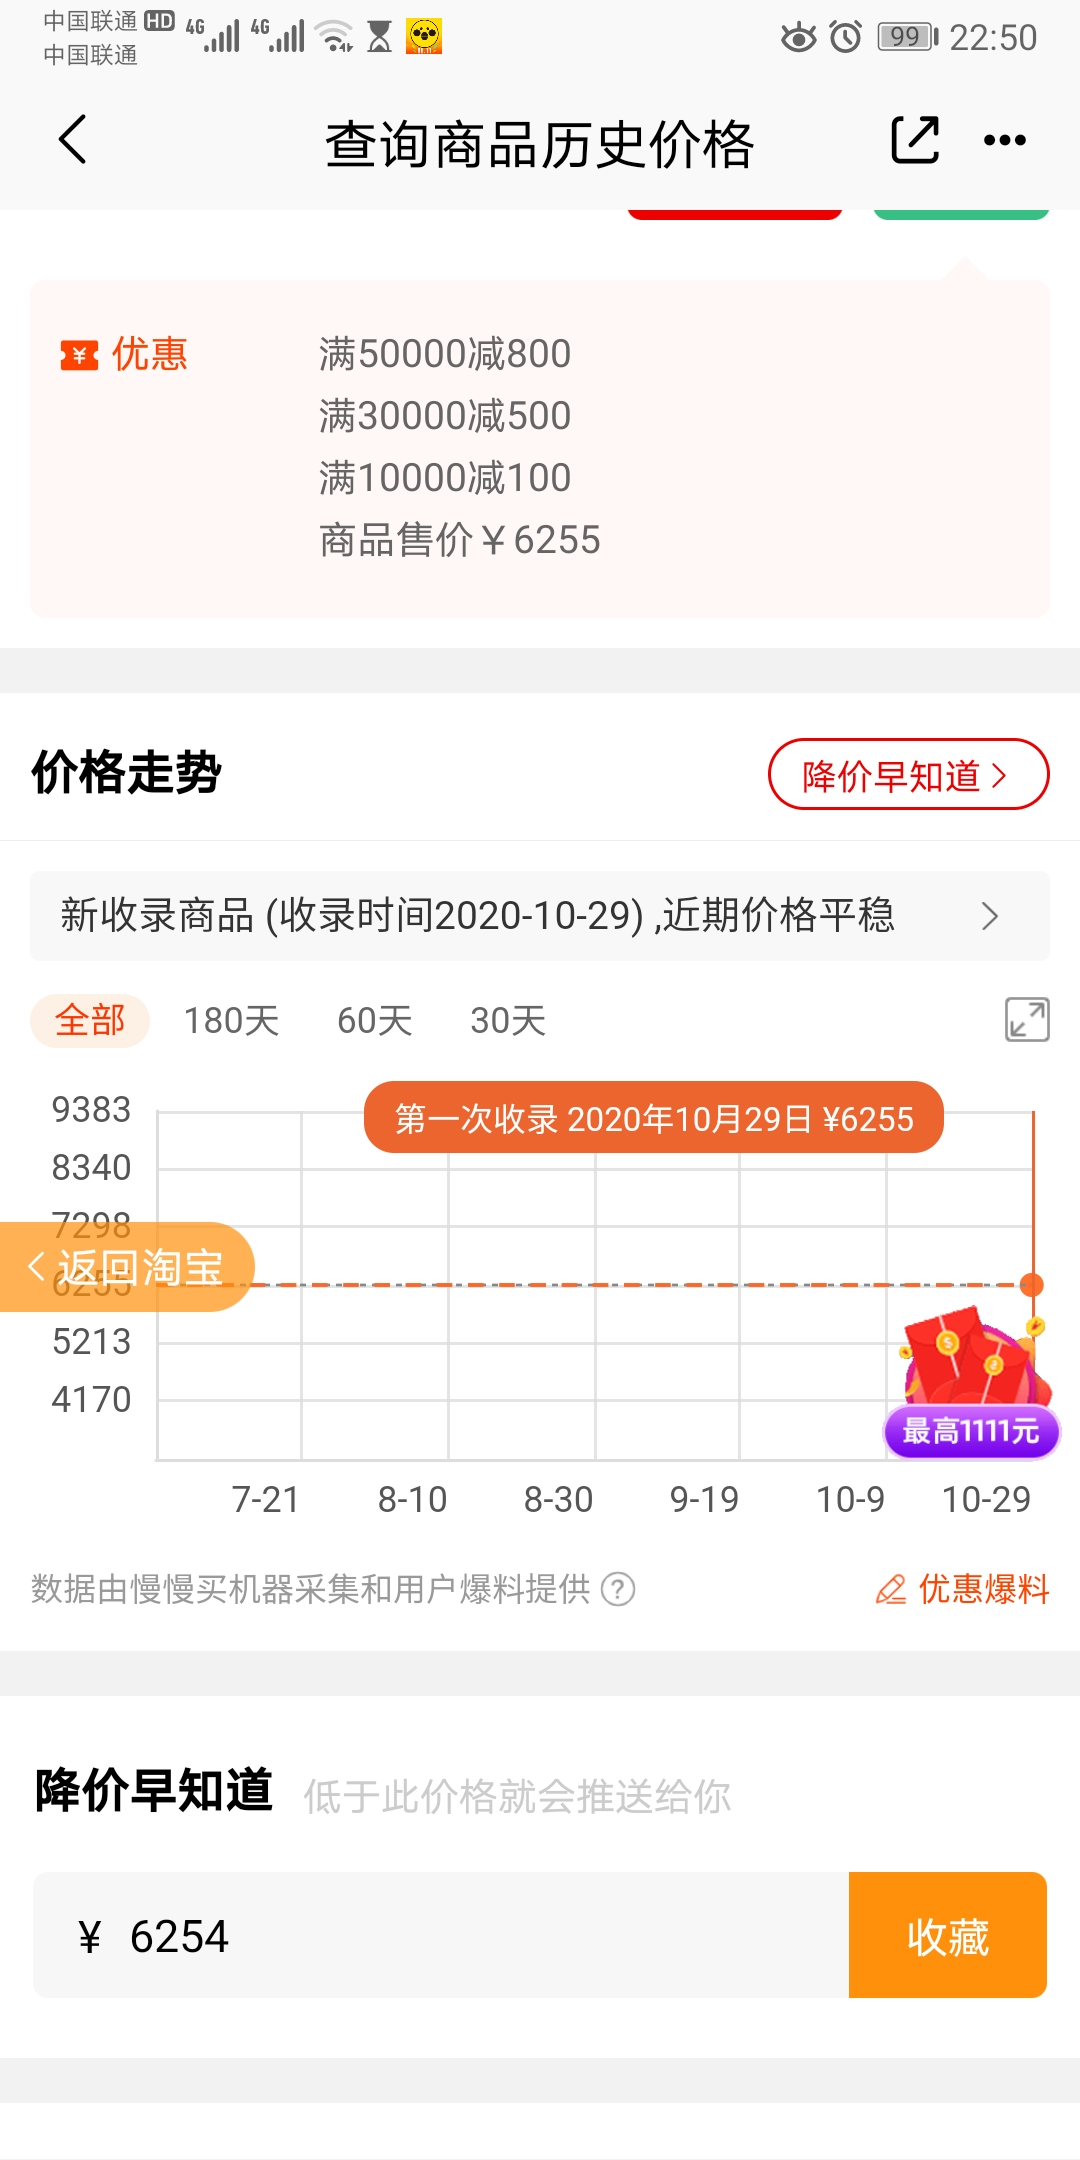 中国联通 HD 4G 4G 99 22:50
中国联通
查询商品历史价格
优惠 满50000减800
满30000减500
满10000减100
商品售价￥6255
价格走势 降价早知道
新收录商品 (收录时间2020-10-29) ,近期价格平稳
全部 180天 60天 30天
9383
第一次收录 2020年10月29日 ¥6255
8340
7298
返回淘宝
6255
5213
4170
最高1111元
7-21 8-10 8-30 9-19 10-9 10-29
数据由慢慢买机器采集和用户爆料提供 ? 优惠爆料
降价早知道 低于此价格就会推送给你
¥ 6254 收藏